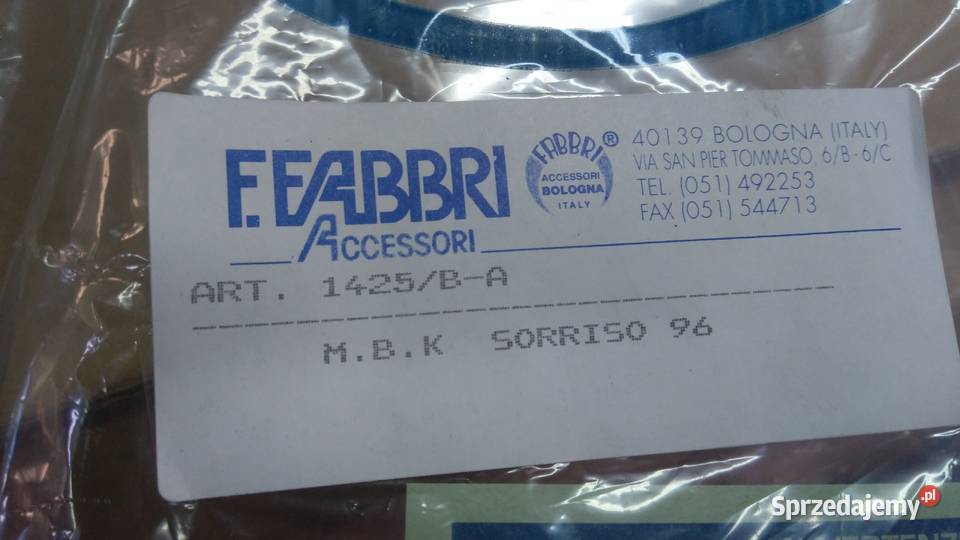 F.FABBRI
ACCESSORI
FABBRI®
ACCESSORI
BOLOGNA
ITALY
40139 BOLOGNA (ITALY)
VIA SAN PIER TOMMASO, 6/B - 6/C
TEL. (051) 492253
FAX (051) 544713
ART. 1425/B-A
M.B.K SORRISO 96
Sprzedajemy.pl